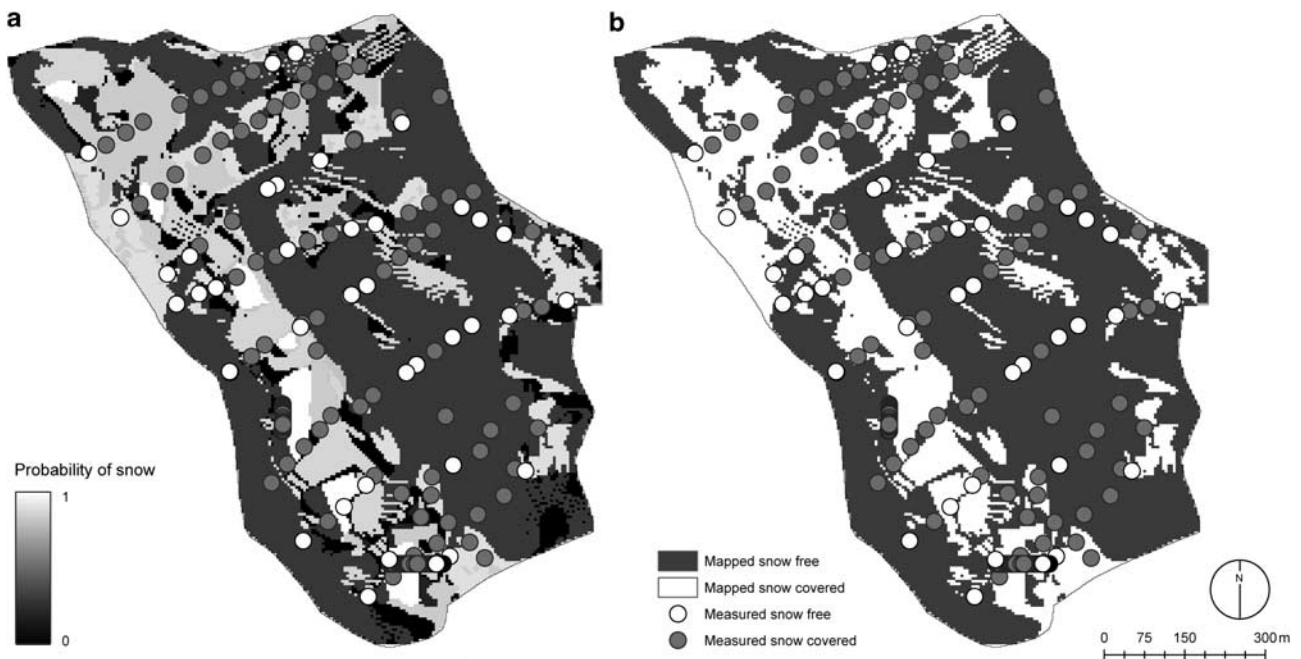 a
b
Probability of snow
1
0
Mapped snow free
Mapped snow covered
Measured snow free
Measured snow covered
N
0 75 150 300 m